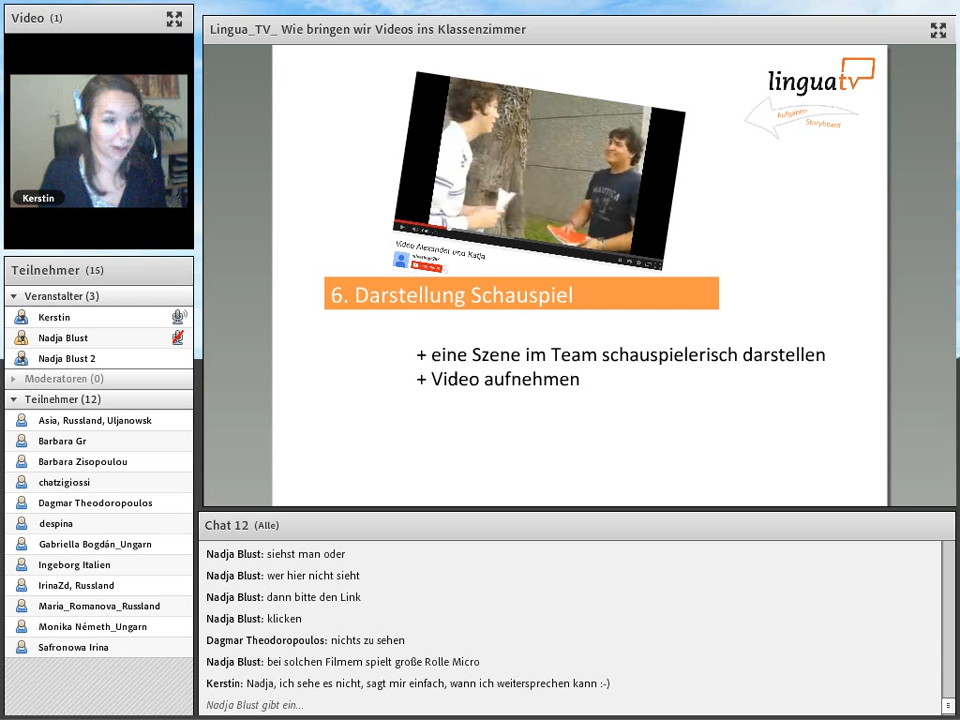 Video (1)
Kerstin
Teilnehmer (15)
Veranstalter (3)
Kerstin
Nadja Blust
Nadja Blust 2
Moderatoren (0)
Teilnehmer (12)
Asia, Russland, Uljanowsk
Barbara Gr
Barbara Zisopoulou
chatzigiossi
Dagmar Theodoropoulos
despina
Gabriella Bogdán_Ungarn
Ingeborg Italien
IrinaZd, Russland
Maria_Romanova_Russland
Monika Németh_Ungarn
Safronowa Irina
Lingua_TV_ Wie bringen wir Videos ins Klassenzimmer
linguatv
Aufgaben
Storyboard
NAUTICA
Video Alexander und Katja
6. Darstellung Schauspiel
+ eine Szene im Team schauspielerisch darstellen
+ Video aufnehmen
Chat 12 (Alle)
Nadja Blust: siehst man oder
Nadja Blust: wer hier nicht sieht
Nadja Blust: dann bitte den Link
Nadja Blust: klicken
Dagmar Theodoropoulos: nichts zu sehen
Nadja Blust: bei solchen Filmem spielt große Rolle Micro
Kerstin: Nadja, ich sehe es nicht, sagt mir einfach, wann ich weitersprechen kann :-)
Nadja Blust gibt ein...